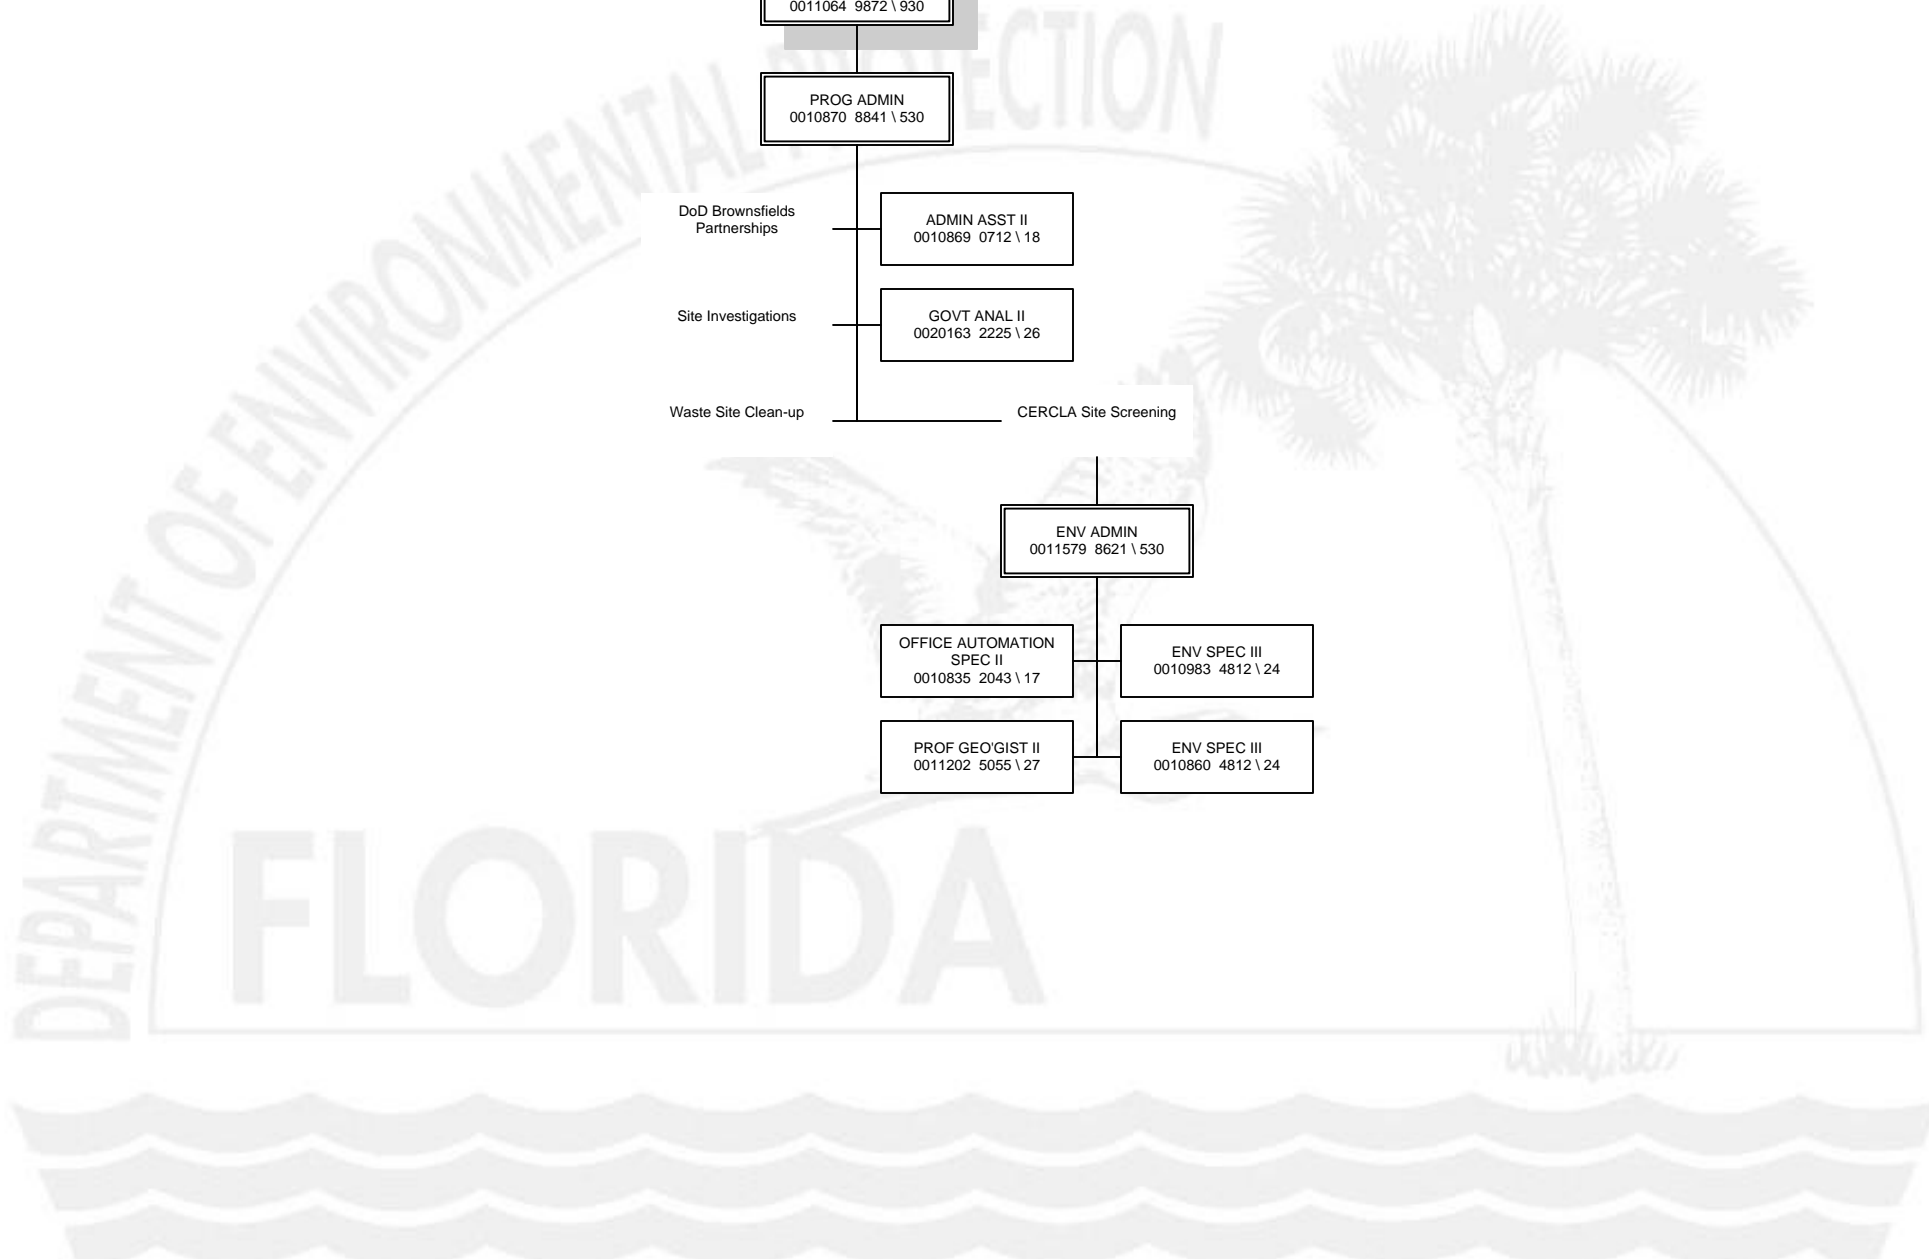 0011064 9872 \ 930
PROG ADMIN
0010870 8841 \ 530
DoD Brownsfields
Partnerships
ADMIN ASST II
0010869 0712 \ 18
Site Investigations
GOVT ANAL II
0020163 2225 \ 26
Waste Site Clean-up
CERCLA Site Screening
ENV ADMIN
0011579 8621 \ 530
OFFICE AUTOMATION
SPEC II
0010835 2043 \ 17
ENV SPEC III
0010983 4812 \ 24
PROF GEO'GIST II
0011202 5055 \ 27
ENV SPEC III
0010860 4812 \ 24
DEPARTMENT OF ENVIRONMENTAL PROTECTION
FLORIDA